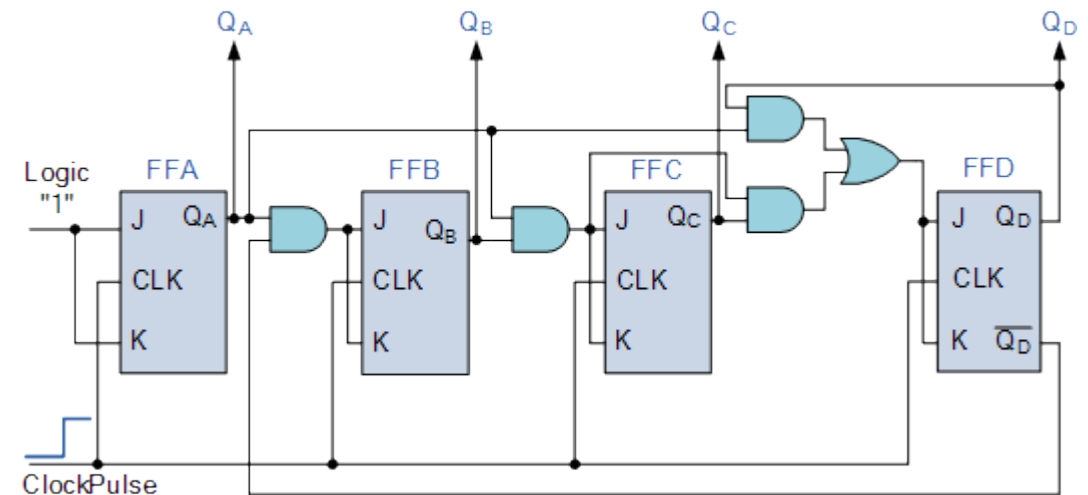 QA QB QC QD
Logic
"1"
FFA FFB FFC FFD
J QA J QB J QC J QD
CLK CLK CLK CLK
K K K K Q̅D̅
ClockPulse